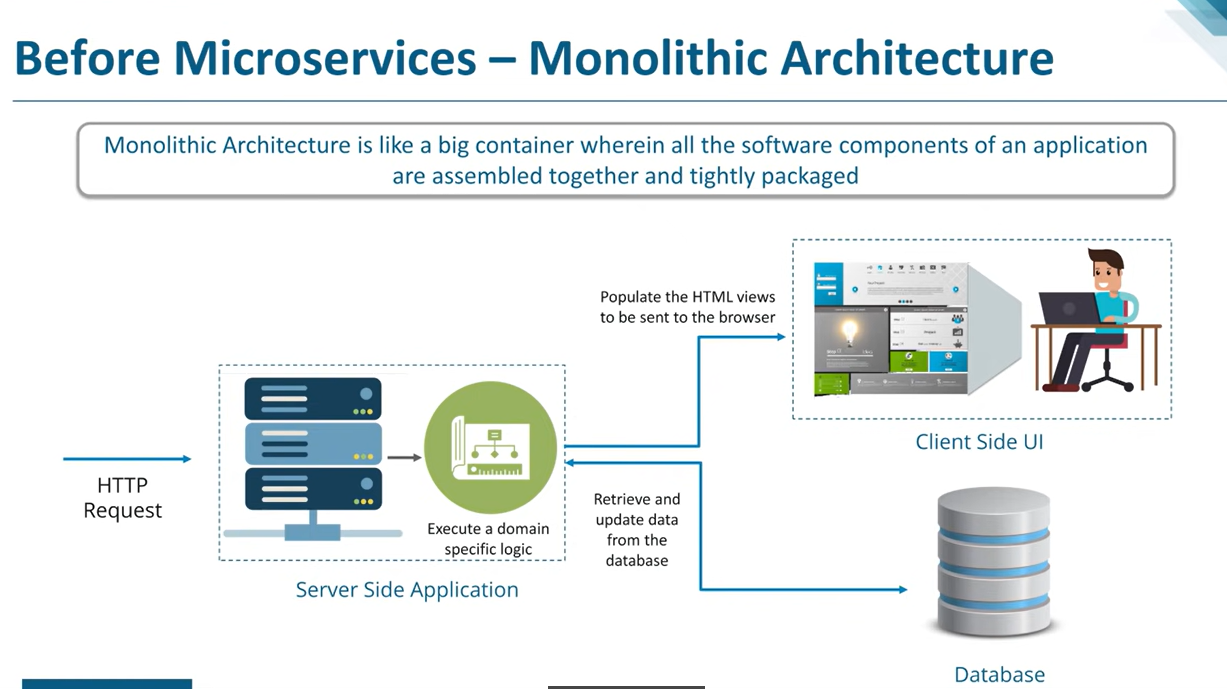 Before Microservices – Monolithic Architecture
Monolithic Architecture is like a big container wherein all the software components of an application
are assembled together and tightly packaged
Populate the HTML views
to be sent to the browser
Client Side UI
HTTP
Request
Execute a domain
specific logic
Server Side Application
Retrieve and
update data
from the
database
Database